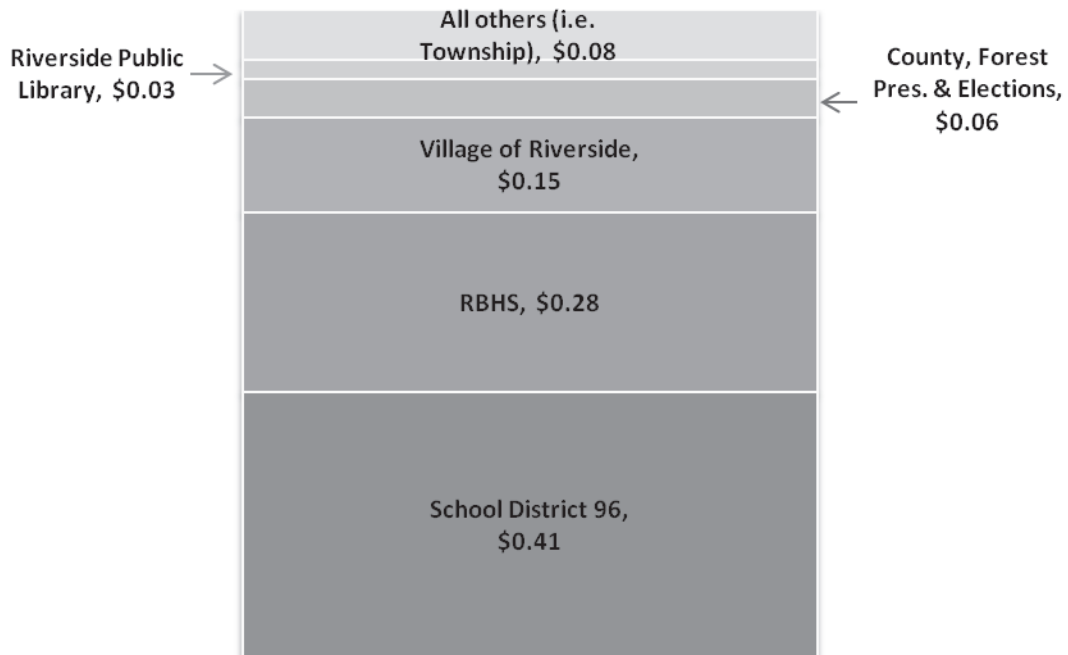 All others (i.e.
Township), $0.08
Riverside Public
Library, $0.03
County, Forest
Pres. & Elections,
$0.06
Village of Riverside,
$0.15
RBHS, $0.28
School District 96,
$0.41